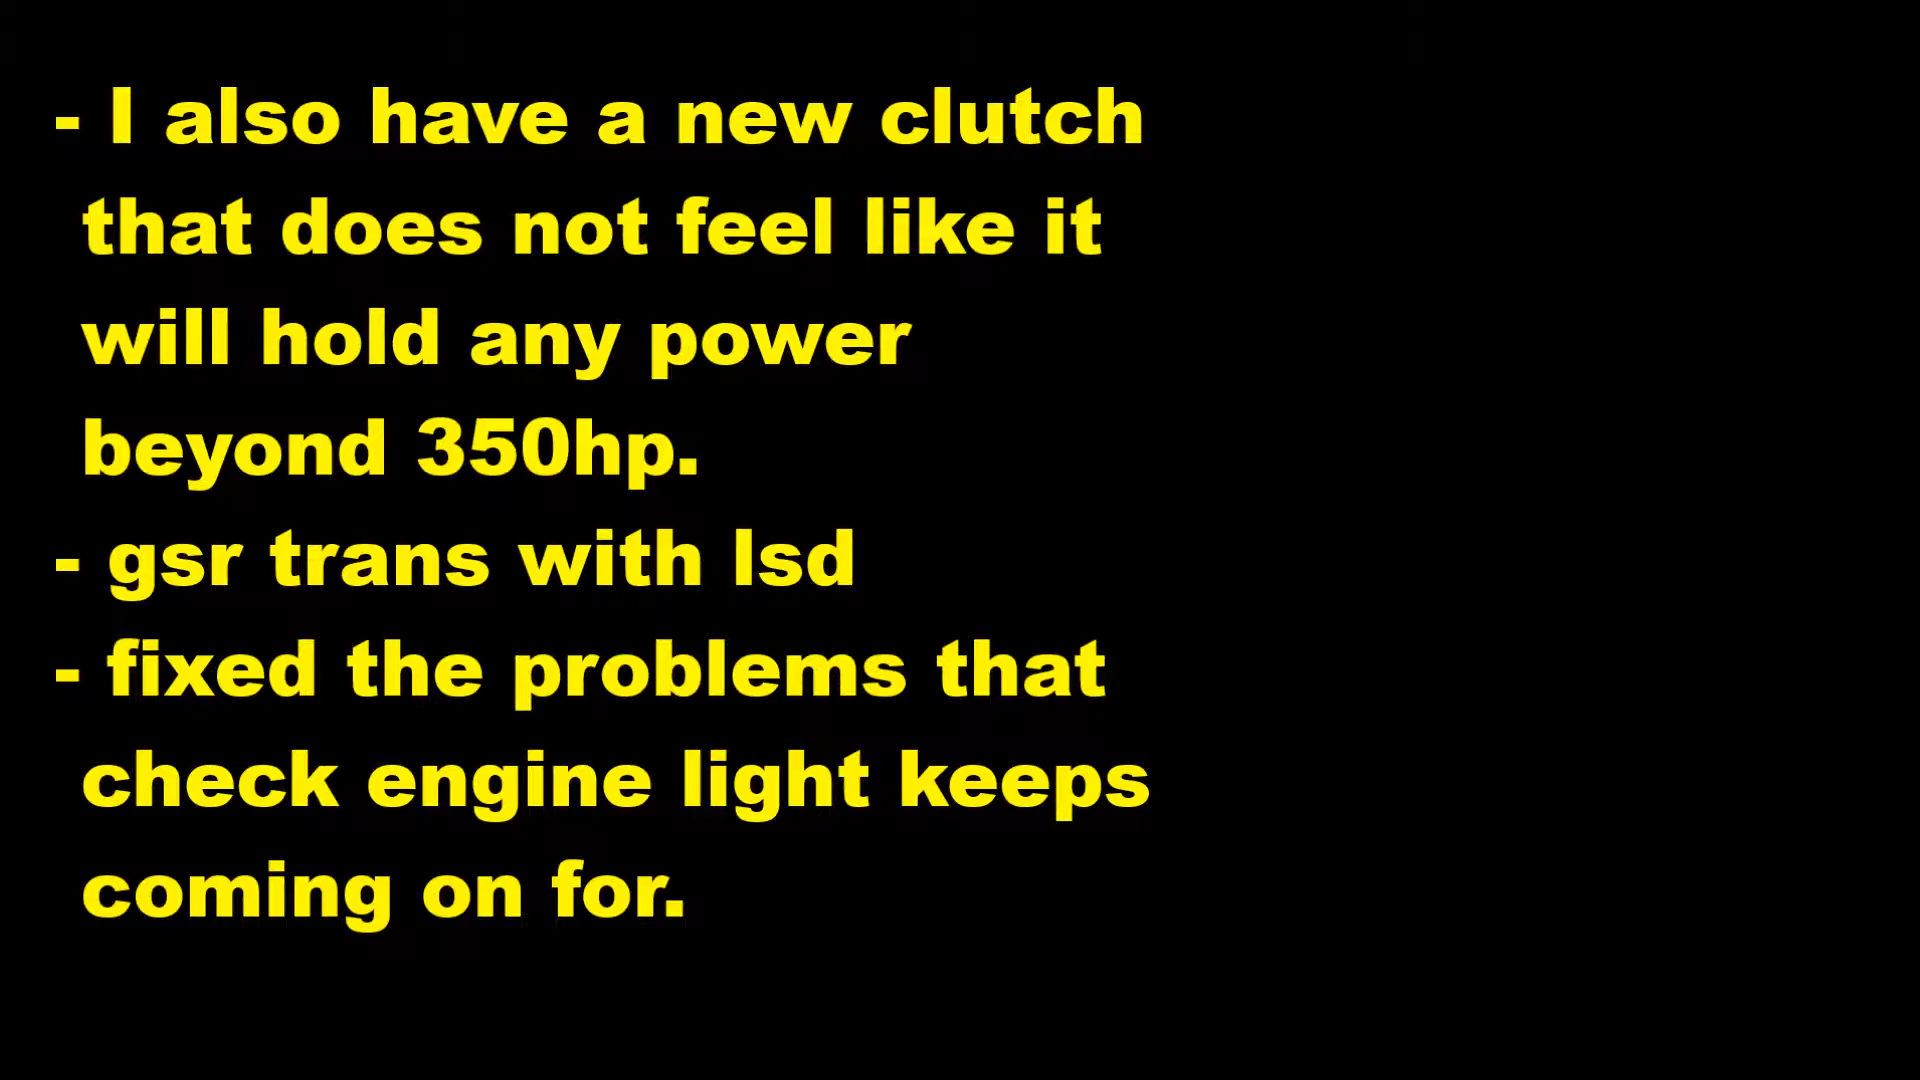 - I also have a new clutch
that does not feel like it
will hold any power
beyond 350hp.
- gsr trans with lsd
- fixed the problems that
check engine light keeps
coming on for.